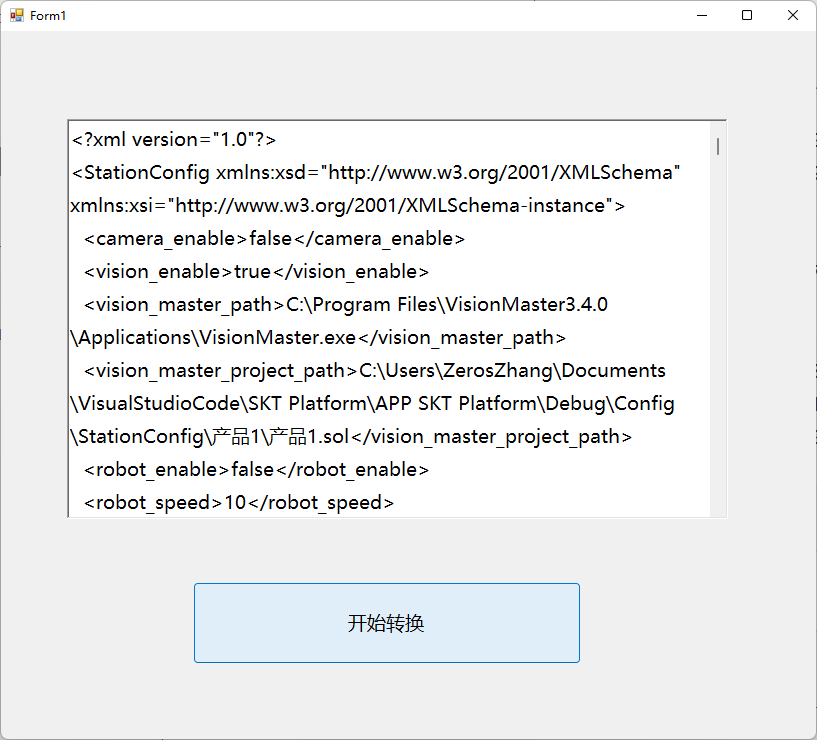 Form1
<?xml version="1.0"?>
<StationConfig xmlns:xsd="http://www.w3.org/2001/XMLSchema"
xmlns:xsi="http://www.w3.org/2001/XMLSchema-instance">
<camera_enable>false</camera_enable>
<vision_enable>true</vision_enable>
<vision_master_path>C:\Program Files\VisionMaster3.4.0
\Applications\VisionMaster.exe</vision_master_path>
<vision_master_project_path>C:\Users\ZerosZhang\Documents
\VisualStudioCode\SKT Platform\APP SKT Platform\Debug\Config
\StationConfig\产品1\产品1.sol</vision_master_project_path>
<robot_enable>false</robot_enable>
<robot_speed>10</robot_speed>
开始转换